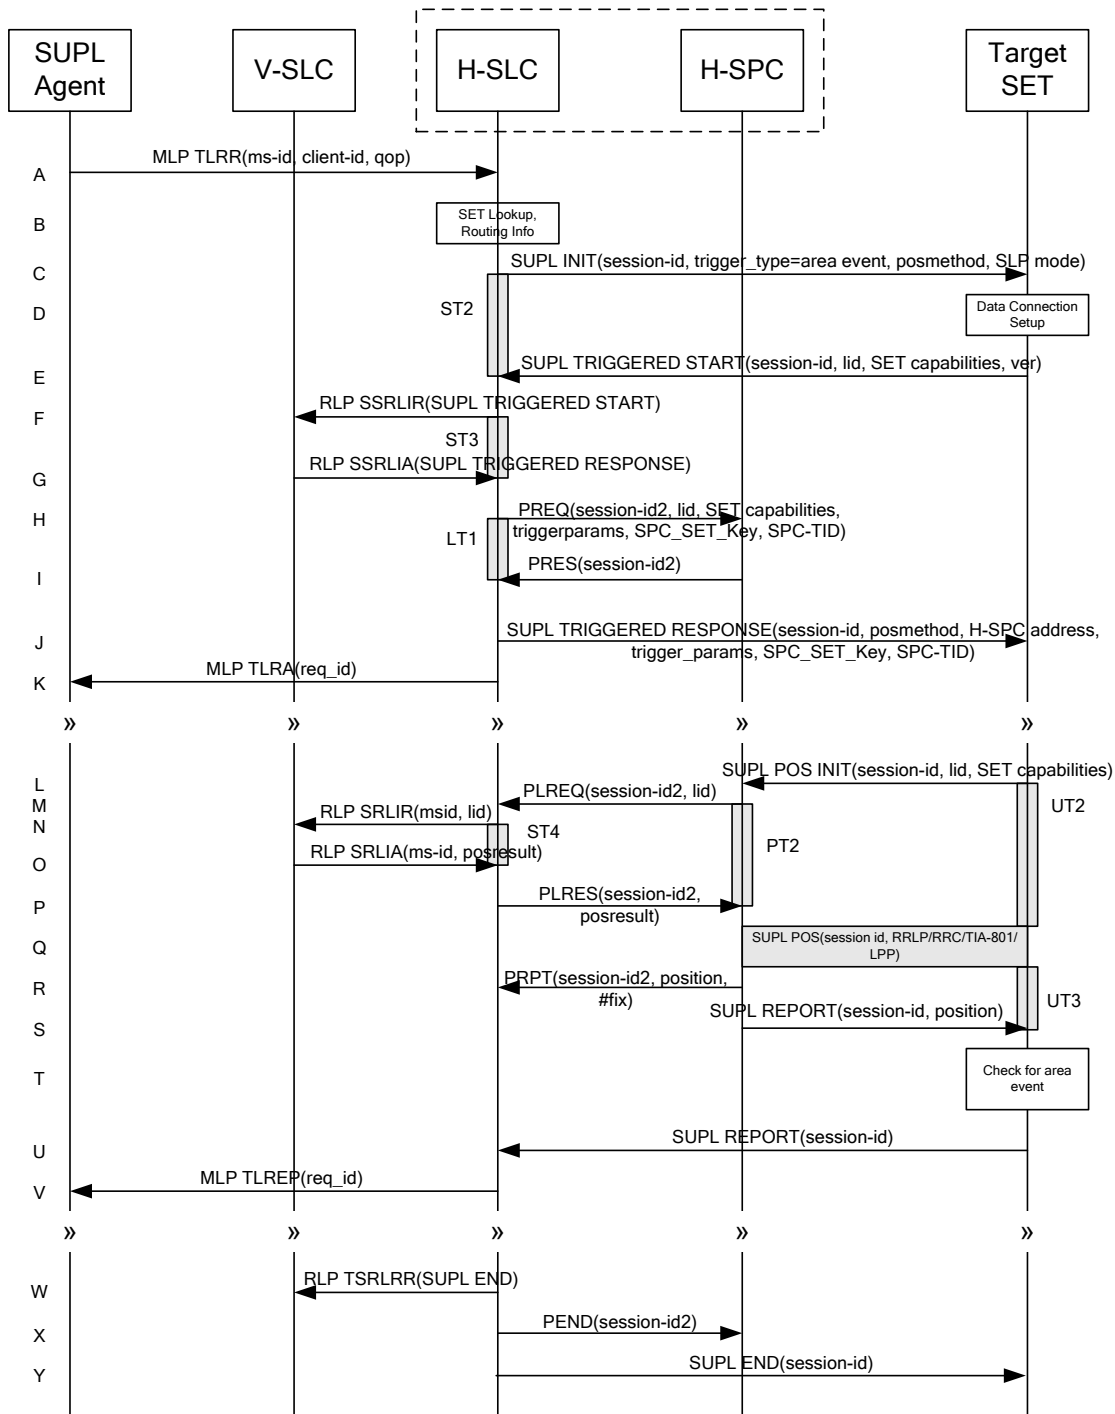 SUPL
Agent
V-SLC
H-SLC
H-SPC
Target
SET
A
MLP TLRR(ms-id, client-id, qop)
B
SET Lookup,
Routing Info
C
SUPL INIT(session-id, trigger_type=area event, posmethod, SLP mode)
D
ST2
Data Connection
Setup
E
SUPL TRIGGERED START(session-id, lid, SET capabilities, ver)
F
RLP SSRLIR(SUPL TRIGGERED START)
ST3
G
RLP SSRLIA(SUPL TRIGGERED RESPONSE)
H
PREQ(session-id2, lid, SET capabilities,
triggerparams, SPC_SET_Key, SPC-TID)
LT1
I
PRES(session-id2)
J
SUPL TRIGGERED RESPONSE(session-id, posmethod, H-SPC address,
trigger_params, SPC_SET_Key, SPC-TID)
K
MLP TLRA(req_id)
» » » » »
L
SUPL POS INIT(session-id, lid, SET capabilities)
M
PLREQ(session-id2, lid)
UT2
N
RLP SRLIR(msid, lid)
ST4
PT2
O
RLP SRLIA(ms-id, posresult)
P
PLRES(session-id2,
posresult)
Q
SUPL POS(session id, RRLP/RRC/TIA-801/
LPP)
R
PRPT(session-id2, position,
#fix)
UT3
S
SUPL REPORT(session-id, position)
T
Check for area
event
U
SUPL REPORT(session-id)
V
MLP TLREP(req_id)
» » » » »
W
RLP TSRLRR(SUPL END)
X
PEND(session-id2)
Y
SUPL END(session-id)